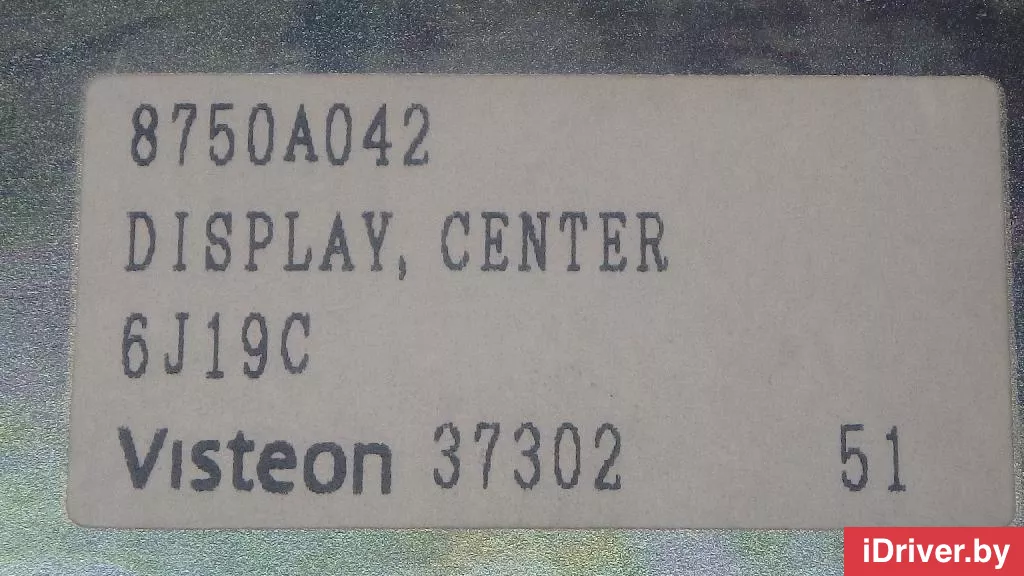 8750A042
DISPLAY, CENTER
6J19C
Visteon 37302 51
iDriver.by